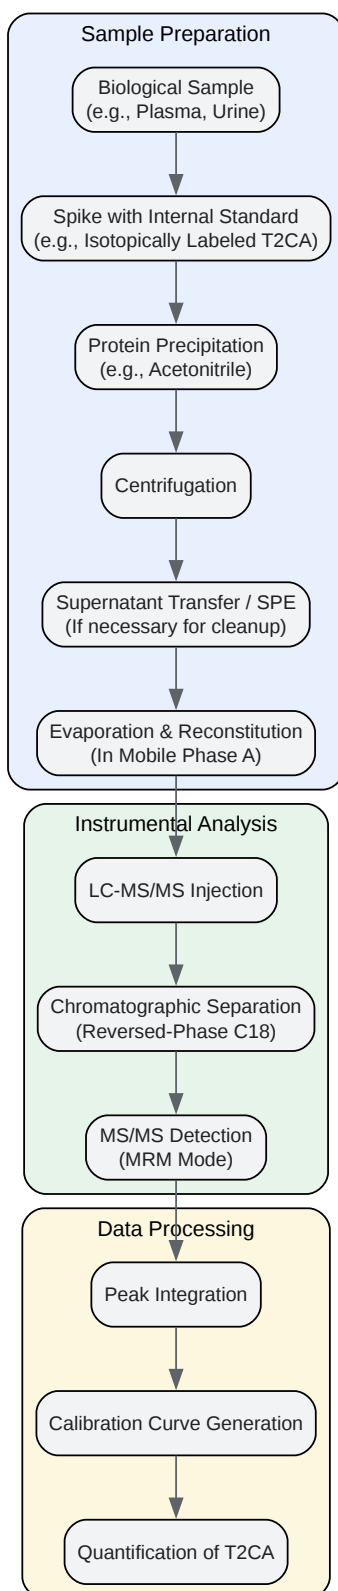 Sample Preparation
Biological Sample
(e.g., Plasma, Urine)
Spike with Internal Standard
(e.g., Isotopically Labeled T2CA)
Protein Precipitation
(e.g., Acetonitrile)
Centrifugation
Supernatant Transfer / SPE
(If necessary for cleanup)
Evaporation & Reconstitution
(In Mobile Phase A)
Instrumental Analysis
LC-MS/MS Injection
Chromatographic Separation
(Reversed-Phase C18)
MS/MS Detection
(MRM Mode)
Data Processing
Peak Integration
Calibration Curve Generation
Quantification of T2CA